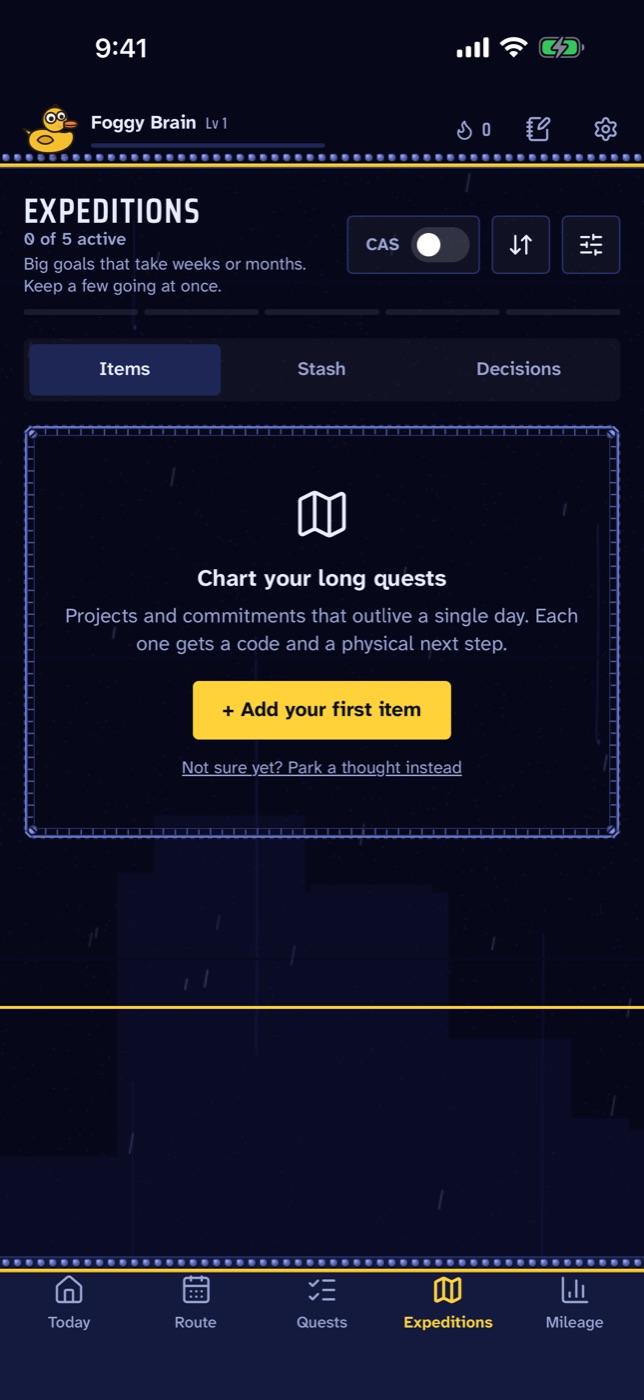 9:41
Foggy Brain Lv 1
0
EXPEDITIONS
0 of 5 active
Big goals that take weeks or months.
Keep a few going at once.
CAS
Items Stash Decisions
Chart your long quests
Projects and commitments that outlive a single day. Each
one gets a code and a physical next step.
+ Add your first item
Not sure yet? Park a thought instead
Today Route Quests Expeditions Mileage